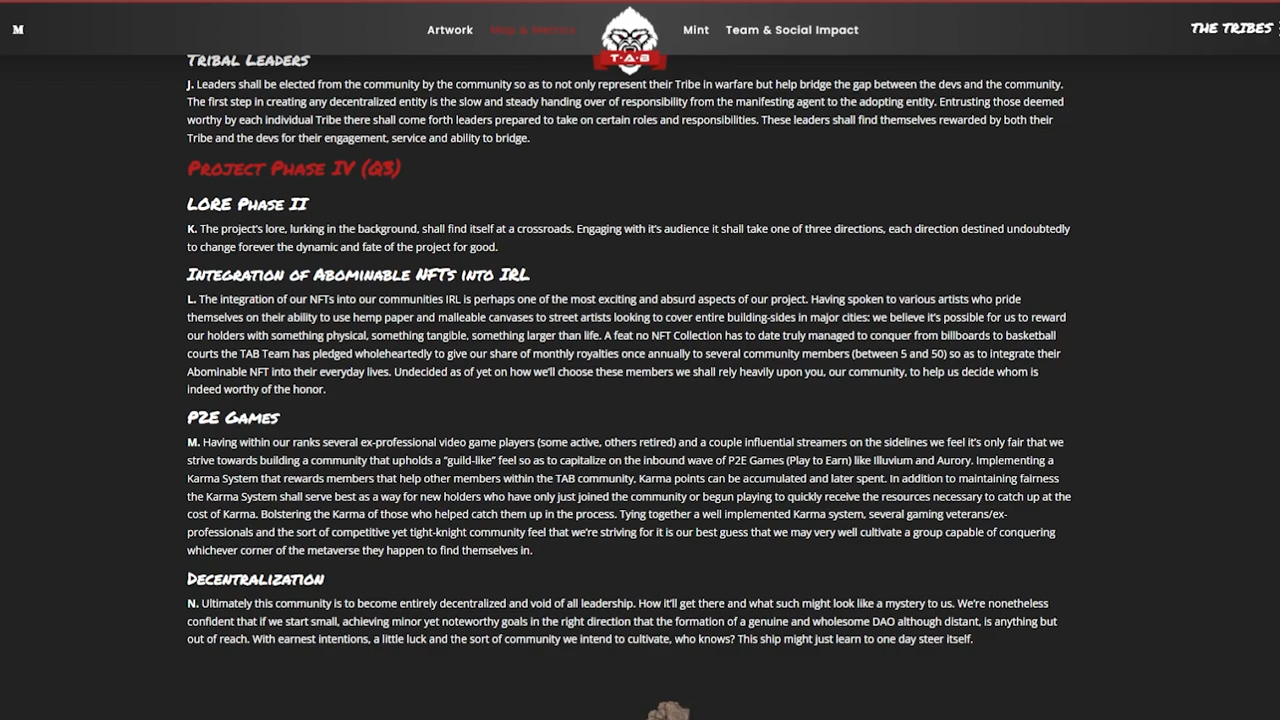 M
Artwork
Map & Metrics
Mint
Team & Social Impact
THE TRIBES
T·A·B
Tribal Leaders
J. Leaders shall be elected from the community by the community so as to not only represent their Tribe in warfare but help bridge the gap between the devs and the community.
The first step in creating any decentralized entity is the slow and steady handing over of responsibility from the manifesting agent to the adopting entity. Entrusting those deemed
worthy by each individual Tribe there shall come forth leaders prepared to take on certain roles and responsibilities. These leaders shall find themselves rewarded by both their
Tribe and the devs for their engagement, service and ability to bridge.
Project Phase IV (Q3)
LORE Phase II
K. The project's lore, lurking in the background, shall find itself at a crossroads. Engaging with it's audience it shall take one of three directions, each direction destined undoubtedly
to change forever the dynamic and fate of the project for good.
Integration of Abominable NFTs into IRL
L. The integration of our NFTs into our communities IRL is perhaps one of the most exciting and absurd aspects of our project. Having spoken to various artists who pride
themselves on their ability to use hemp paper and malleable canvases to street artists looking to cover entire building-sides in major cities: we believe it's possible for us to reward
our holders with something physical, something tangible, something larger than life. A feat no NFT Collection has to date truly managed to conquer from billboards to basketball
courts the TAB Team has pledged wholeheartedly to give our share of monthly royalties once annually to several community members (between 5 and 50) so as to integrate their
Abominable NFT into their everyday lives. Undecided as of yet on how we'll choose these members we shall rely heavily upon you, our community, to help us decide whom is
indeed worthy of the honor.
P2E Games
M. Having within our ranks several ex-professional video game players (some active, others retired) and a couple influential streamers on the sidelines we feel it's only fair that we
strive towards building a community that upholds a "guild-like" feel so as to capitalize on the inbound wave of P2E Games (Play to Earn) like Illuvium and Aurory. Implementing a
Karma System that rewards members that help other members within the TAB community. Karma points can be accumulated and later spent. In addition to maintaining fairness
the Karma System shall serve best as a way for new holders who have only just joined the community or begun playing to quickly receive the resources necessary to catch up at the
cost of Karma. Bolstering the Karma of those who helped catch them up in the process. Tying together a well implemented Karma system, several gaming veterans/ex-
professionals and the sort of competitive yet tight-knight community feel that we're striving for it is our best guess that we may very well cultivate a group capable of conquering
whichever corner of the metaverse they happen to find themselves in.
Decentralization
N. Ultimately this community is to become entirely decentralized and void of all leadership. How it'll get there and what such might look like a mystery to us. We're nonetheless
confident that if we start small, achieving minor yet noteworthy goals in the right direction that the formation of a genuine and wholesome DAO although distant, is anything but
out of reach. With earnest intentions, a little luck and the sort of community we intend to cultivate, who knows? This ship might just learn to one day steer itself.